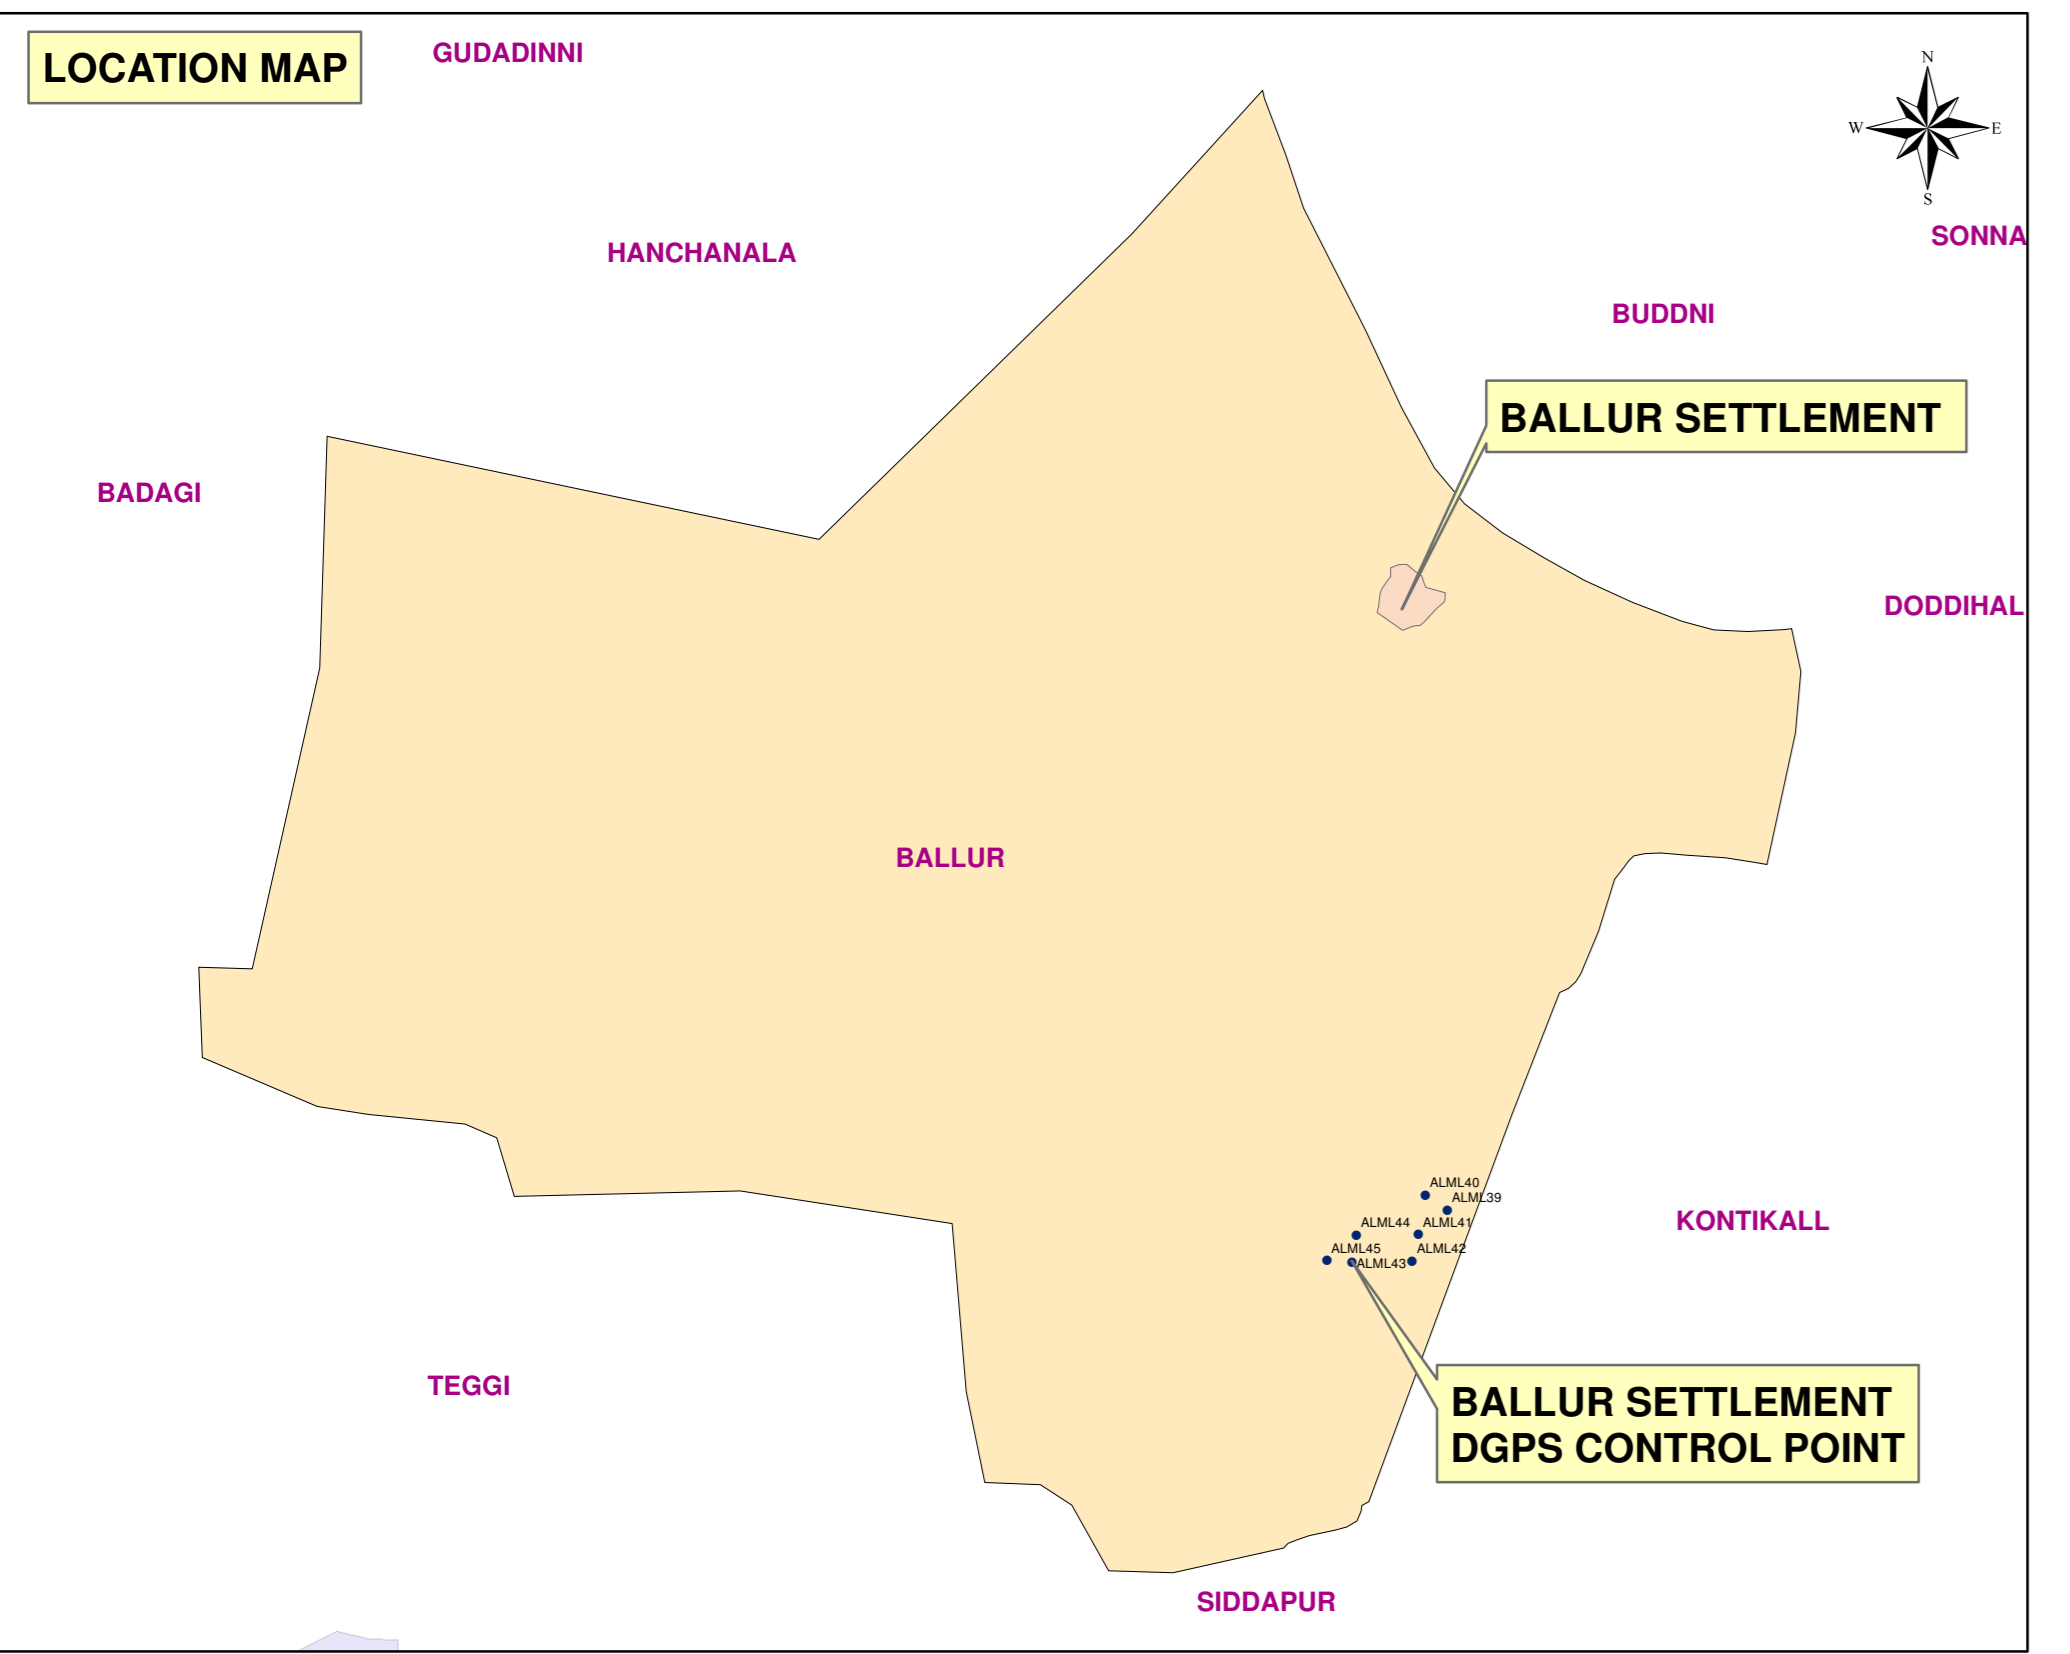 LOCATION MAP
GUDADINNI
N
W
E
S
SONNA
HANCHANALA
BUDDNI
BALLUR SETTLEMENT
BADAGI
DODDIHAL
BALLUR
ALML40
ALML39
ALML44
ALML41
ALML45
ALML42
ALML43
KONTIKALL
TEGGI
BALLUR SETTLEMENT
DGPS CONTROL POINT
SIDDAPUR